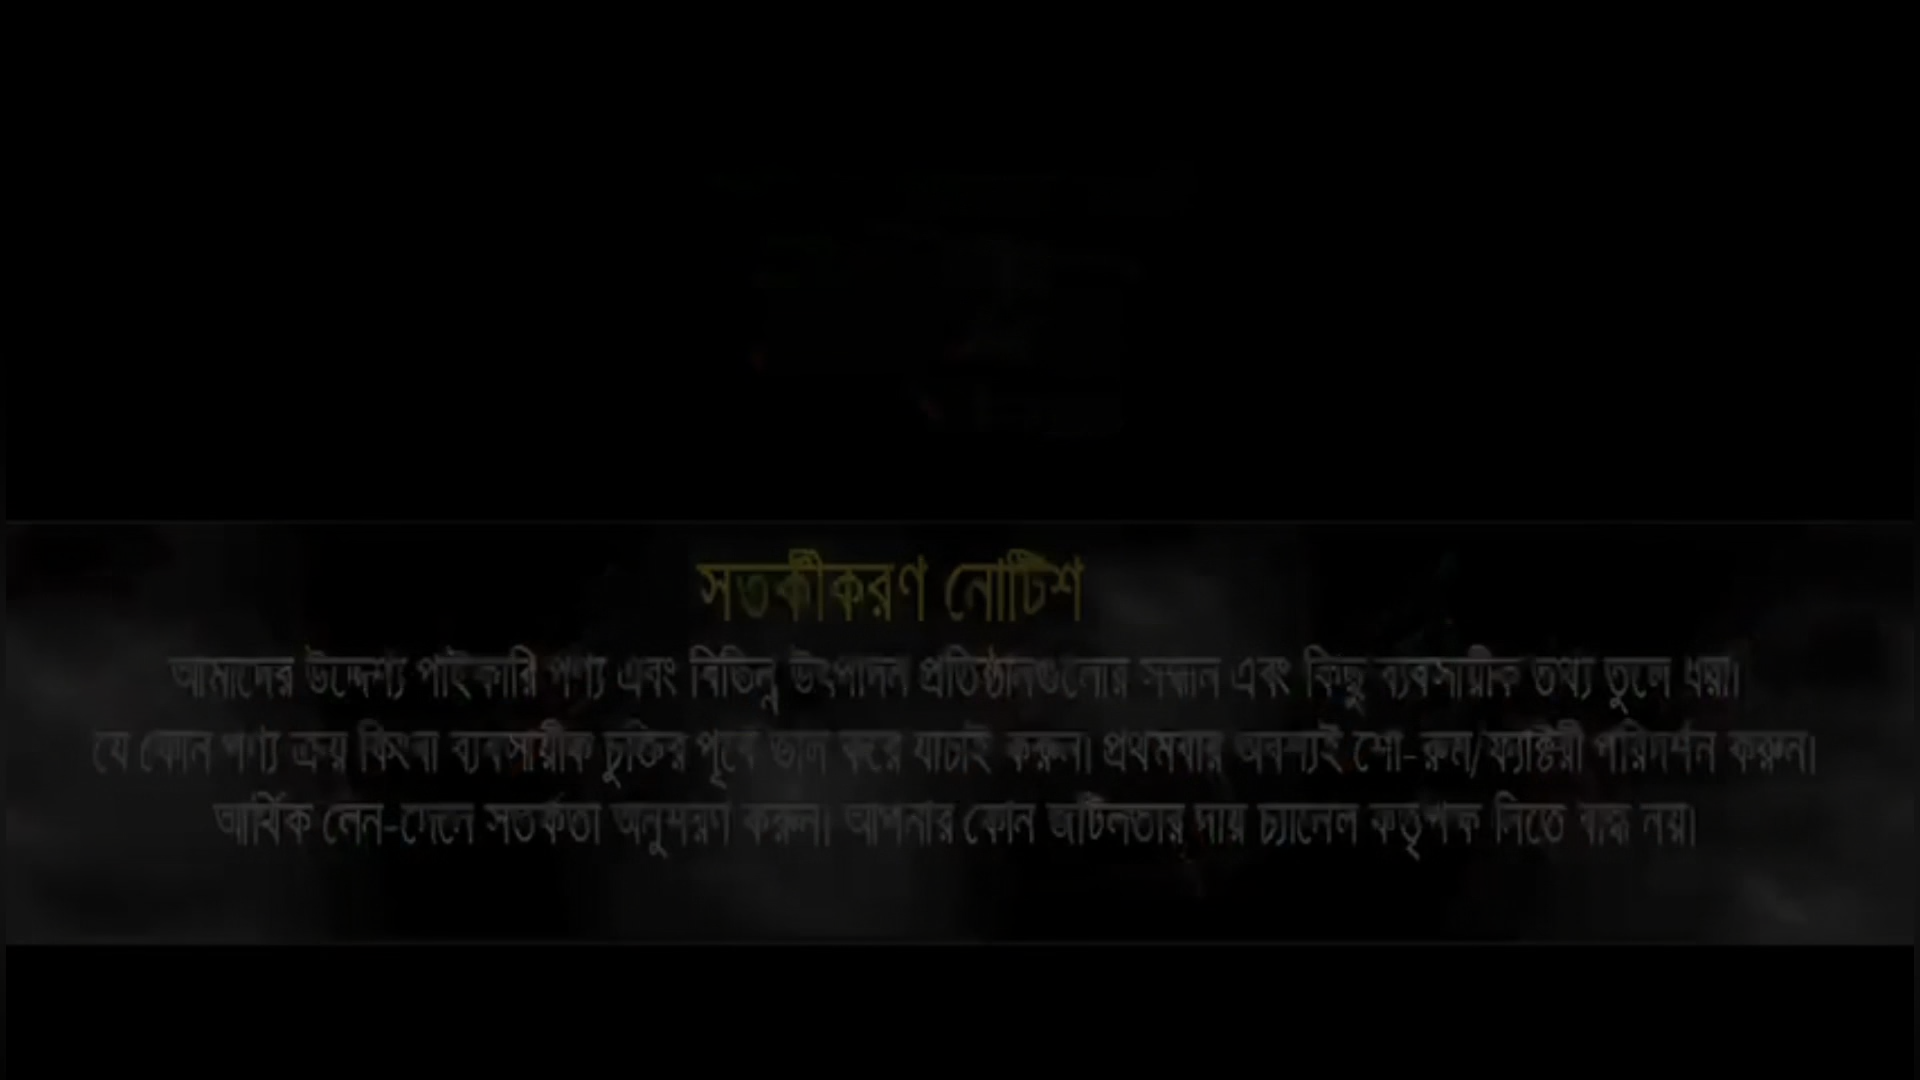 সতর্কীকরণ নোটিশ
আমাদের উদ্দেশ্য পাইকারি পণ্য এবং বিভিন্ন উৎপাদন প্রতিষ্ঠানগুলোর সন্ধান এবং কিছু ব্যবসায়ীক তথ্য তুলে ধরা।
যে কোন পণ্য ক্রয় কিংবা ব্যবসায়ীক চুক্তির পূর্বে ভাল করে যাচাই করুন। প্রথমবার অবশ্যই শো-রুম/ফ্যাক্টরী পরিদর্শন করুন।
আর্থিক লেন-দেনে সতর্কতা অনুশরণ করুন। আপনার কোন জটিলতার দায় চ্যানেল কর্তৃপক্ষ নিতে বাধ্য নয়।